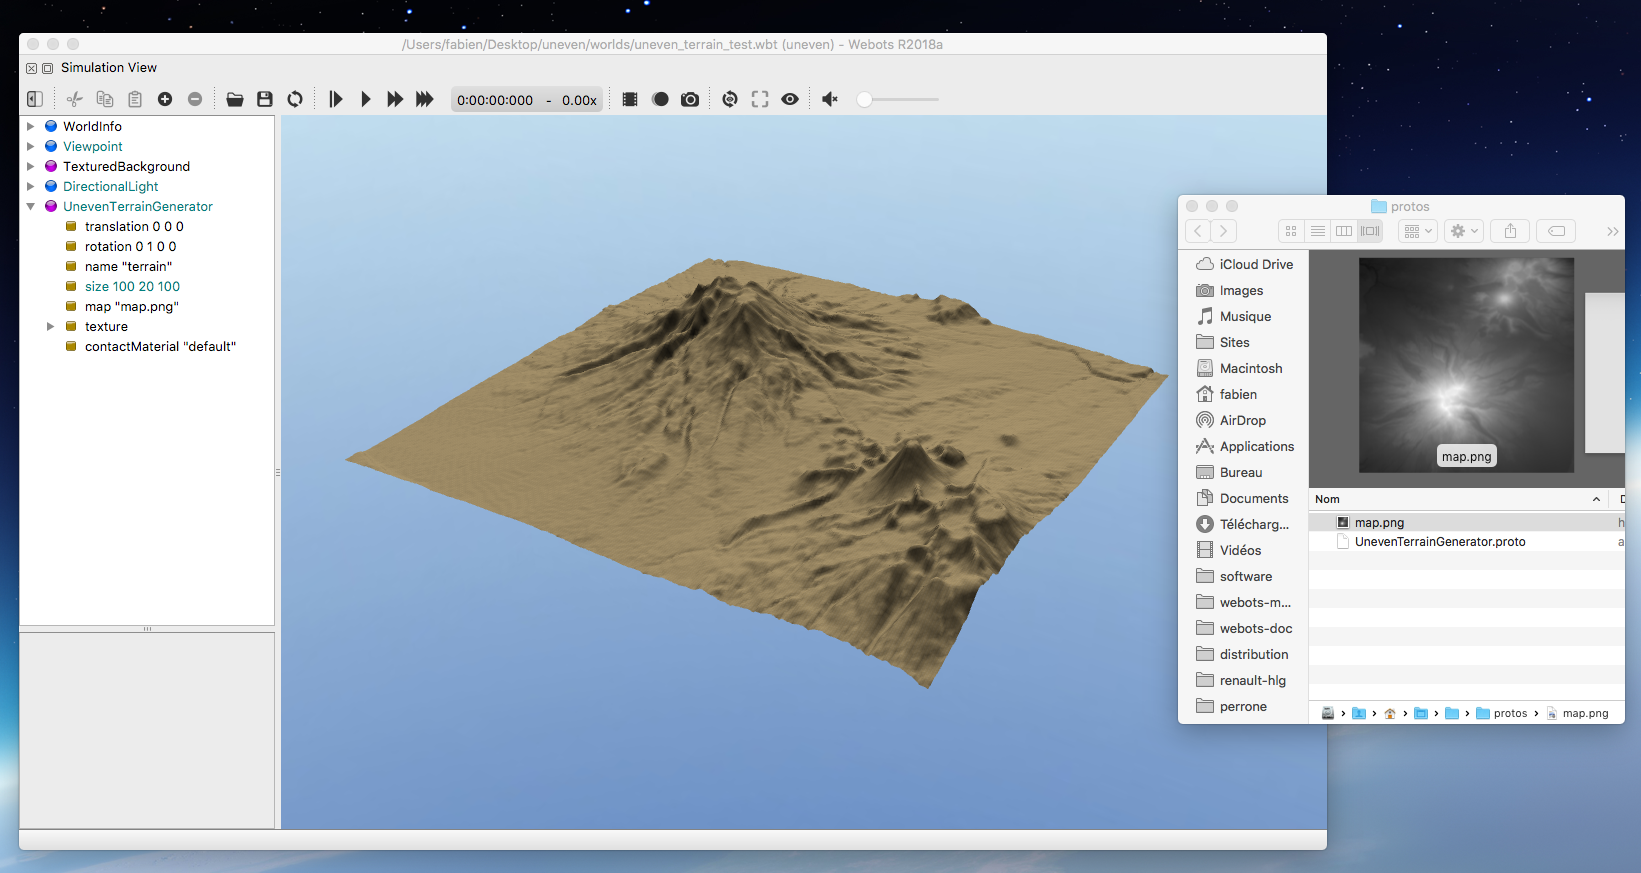 /Users/fabien/Desktop/uneven/worlds/uneven_terrain_test.wbt (uneven) - Webots R2018a
Simulation View
0:00:00:000 - 0.00x
WorldInfo
Viewpoint
TexturedBackground
DirectionalLight
UnevenTerrainGenerator
translation 0 0 0
rotation 0 1 0 0
name "terrain"
size 100 20 100
map "map.png"
texture
contactMaterial "default"
protos
iCloud Drive
Images
Musique
Sites
Macintosh
fabien
AirDrop
Applications
Bureau
Documents
Télécharg...
Vidéos
software
webots-m...
webots-doc
distribution
renault-hlg
perrone
map.png
Nom
map.png
UnevenTerrainGenerator.proto
protos › map.png